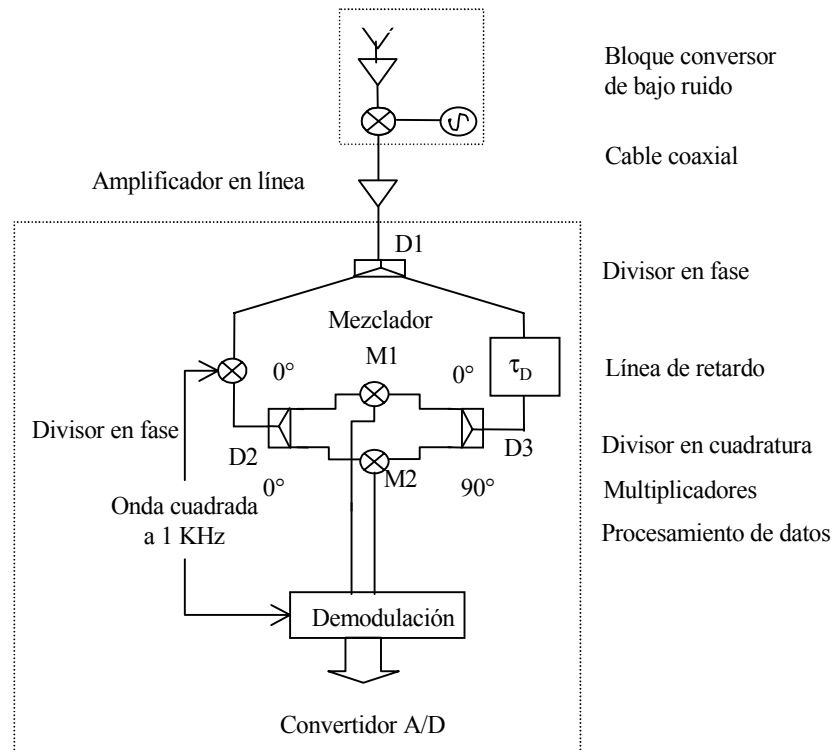 Bloque conversor
de bajo ruido
Cable coaxial
Amplificador en línea
D1
Divisor en fase
Mezclador
M1
0°
0°
τD
Línea de retardo
Divisor en fase
D2
D3
Divisor en cuadratura
0°
M2
90°
Multiplicadores
Onda cuadrada
a 1 KHz
Procesamiento de datos
Demodulación
Convertidor A/D